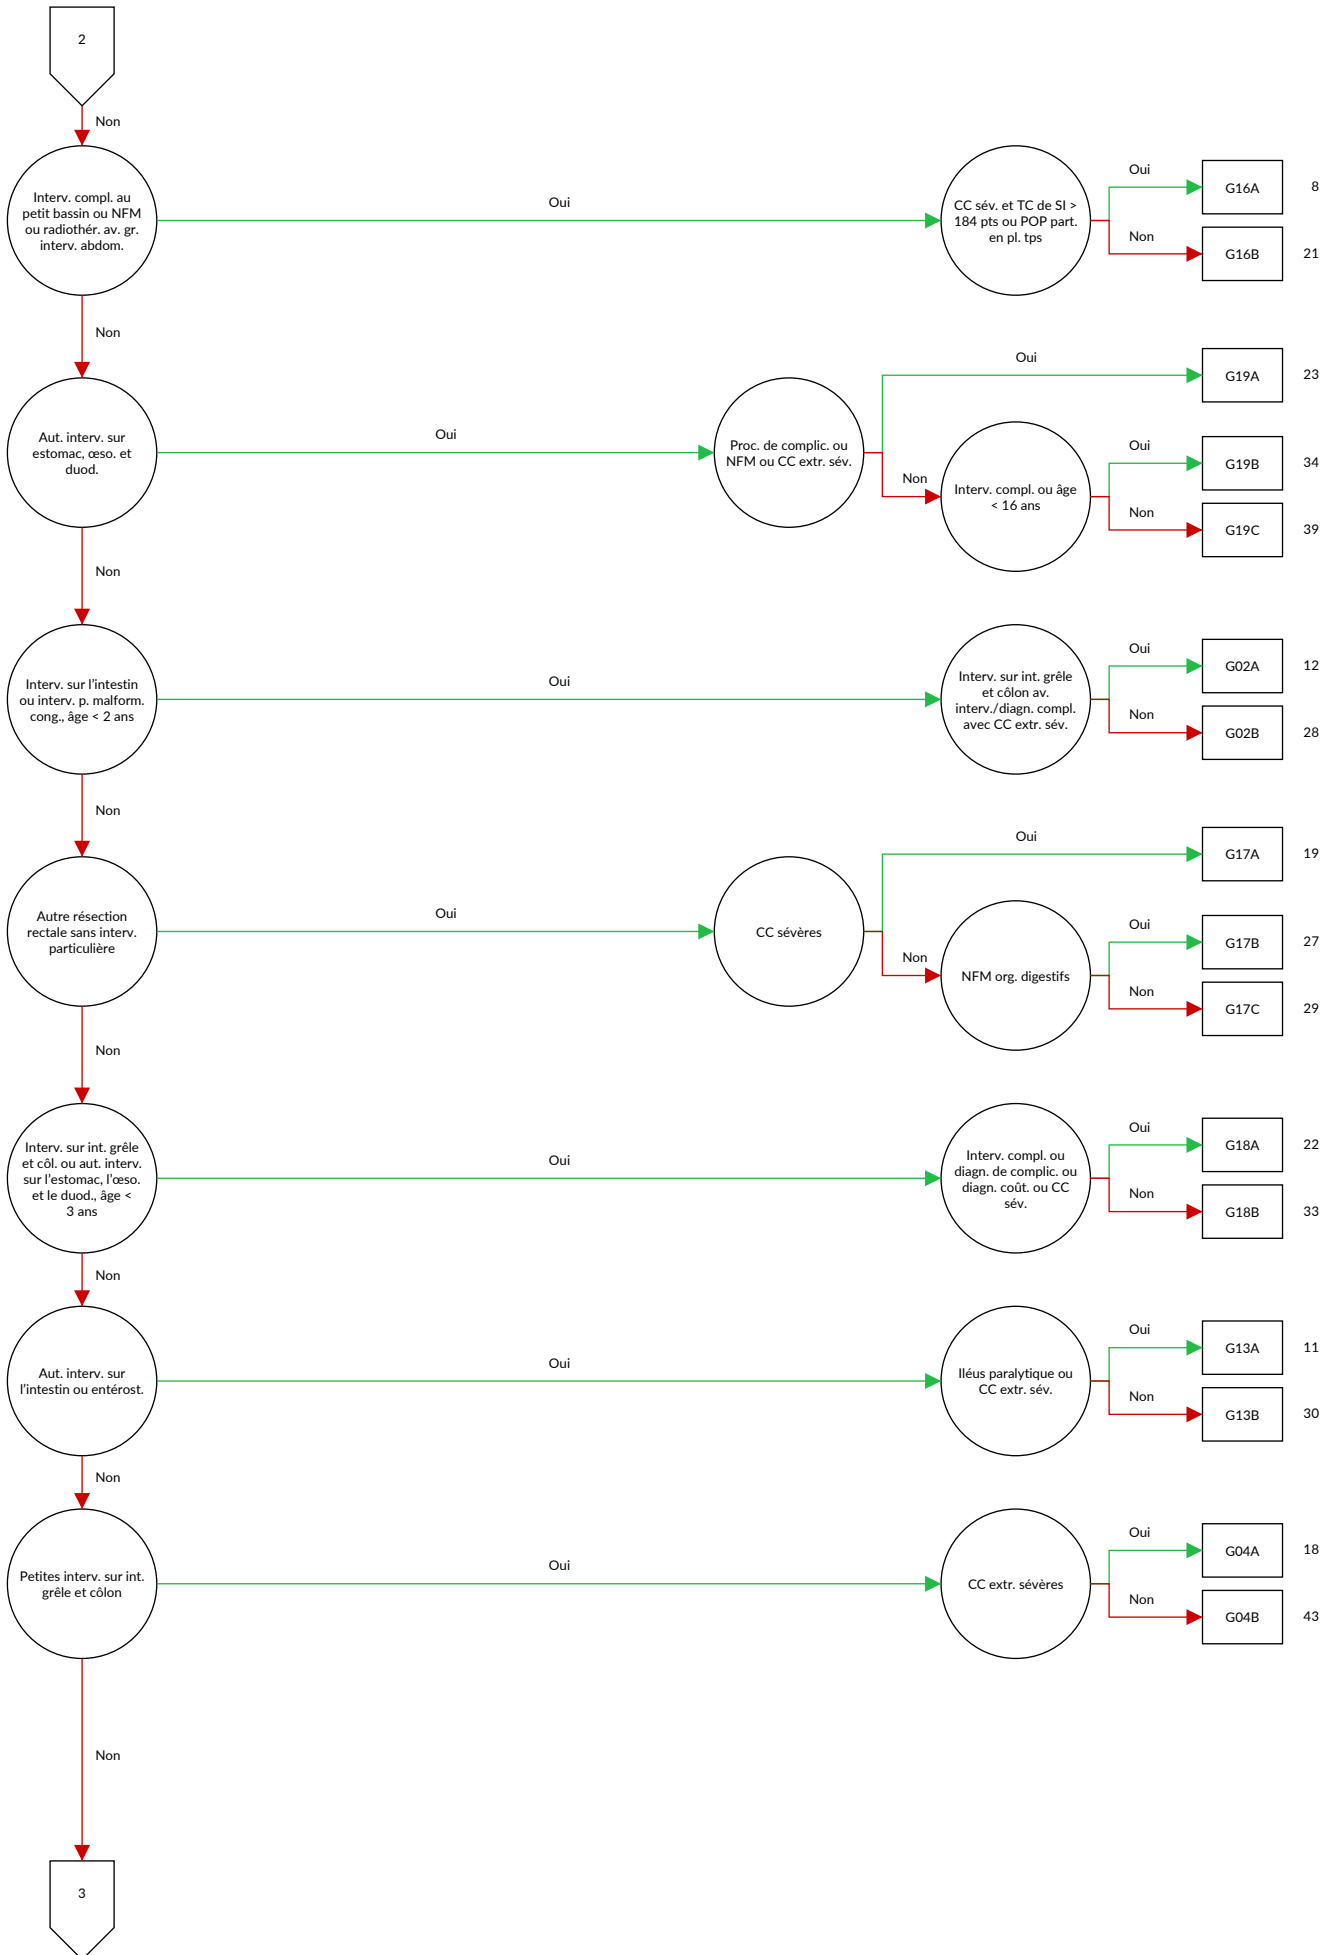 2
Non
Interv. compl. au
petit bassin ou NFM
ou radiothér. av. gr.
interv. abdom.
Oui
CC sév. et TC de SI >
184 pts ou POP part.
en pl. tps
Oui
G16A
8
Non
G16B
21
Non
Aut. interv. sur
estomac, œso. et
duod.
Oui
Proc. de complic. ou
NFM ou CC extr. sév.
Oui
G19A
23
Non
Interv. compl. ou âge
< 16 ans
Oui
G19B
34
Non
G19C
39
Non
Interv. sur l'intestin
ou interv. p. malform.
cong., âge < 2 ans
Oui
Interv. sur int. grêle
et côlon av.
interv./diagn. compl.
avec CC extr. sév.
Oui
G02A
12
Non
G02B
28
Non
Autre résection
rectale sans interv.
particulière
Oui
CC sévères
Oui
G17A
19
Non
NFM org. digestifs
Oui
G17B
27
Non
G17C
29
Non
Interv. sur int. grêle
et côl. ou aut. interv.
sur l'estomac, l'œso.
et le duod., âge <
3 ans
Oui
Interv. compl. ou
diagn. de complic. ou
diagn. coût. ou CC
sév.
Oui
G18A
22
Non
G18B
33
Non
Aut. interv. sur
l'intestin ou entérost.
Oui
Iléus paralytique ou
CC extr. sév.
Oui
G13A
11
Non
G13B
30
Non
Petites interv. sur int.
grêle et côlon
Oui
CC extr. sévères
Oui
G04A
18
Non
G04B
43
Non
3